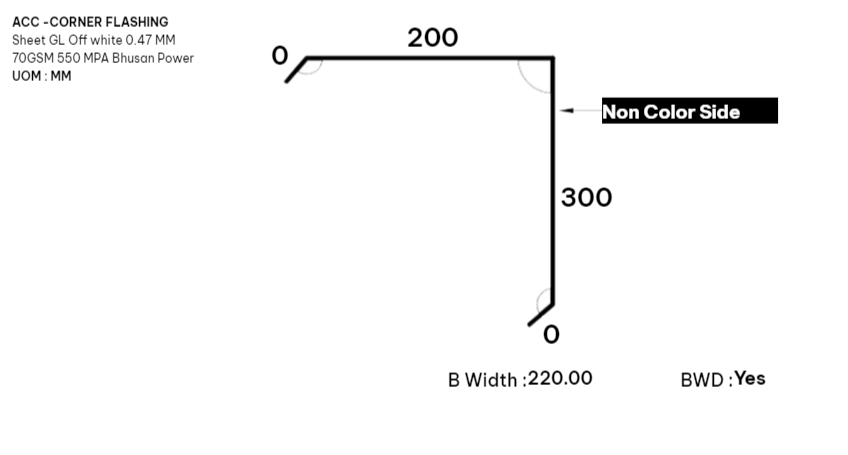 ACC -CORNER FLASHING
Sheet GL Off white 0.47 MM
70GSM 550 MPA Bhusan Power
UOM : MM
200
0
Non Color Side
300
0
B Width :220.00
BWD :Yes